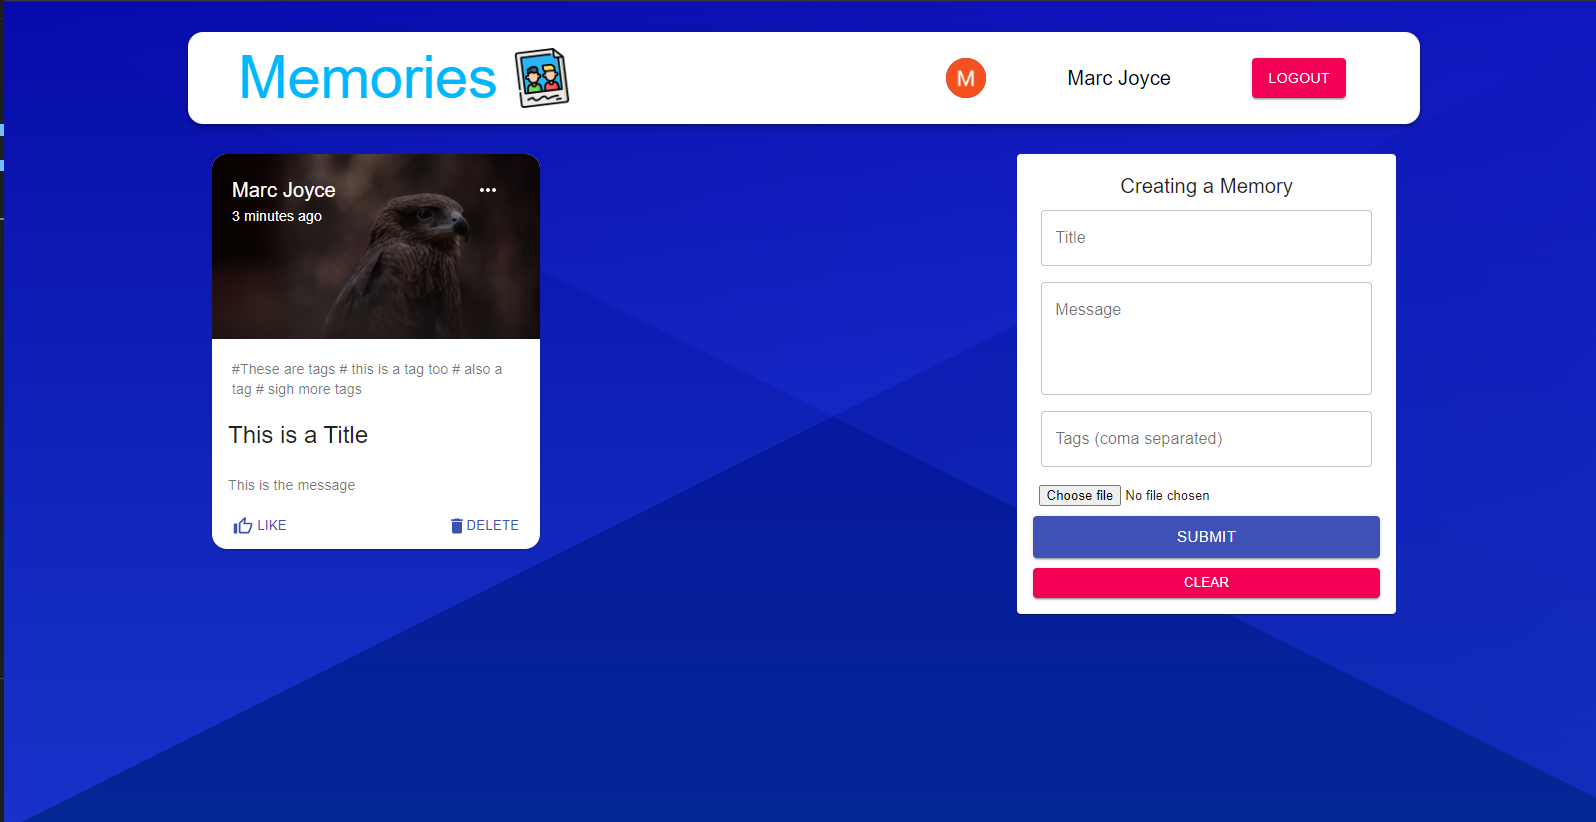 Memories
M
Marc Joyce
LOGOUT
Marc Joyce
3 minutes ago
#These are tags # this is a tag too # also a
tag # sigh more tags
This is a Title
This is the message
LIKE
DELETE
Creating a Memory
Title
Message
Tags (coma separated)
Choose file No file chosen
SUBMIT
CLEAR